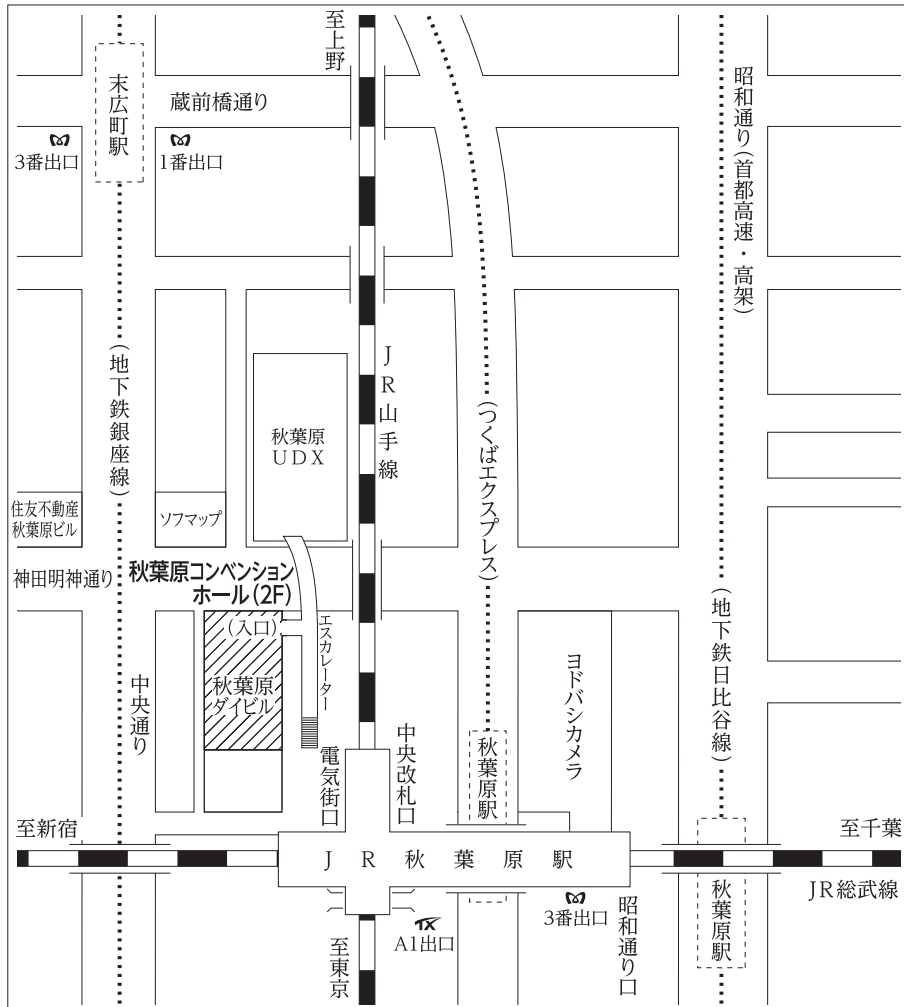 至上野
末広町駅
蔵前橋通り
3番出口
1番出口
昭和通り(首都高速・高架)
(地下鉄銀座線)
JR山手線
(つくばエクスプレス)
秋葉原
UDX
住友不動産
秋葉原ビル
ソフマップ
神田明神通り
秋葉原コンベンション
ホール(2F)
(入口)
エスカレーター
秋葉原
ダイビル
中央通り
(地下鉄日比谷線)
ヨドバシカメラ
電気街口
中央改札口
秋葉原駅
至新宿
至千葉
JR秋葉原駅
JR総武線
秋葉原駅
3番出口
昭和通り口
TX
A1出口
至東京